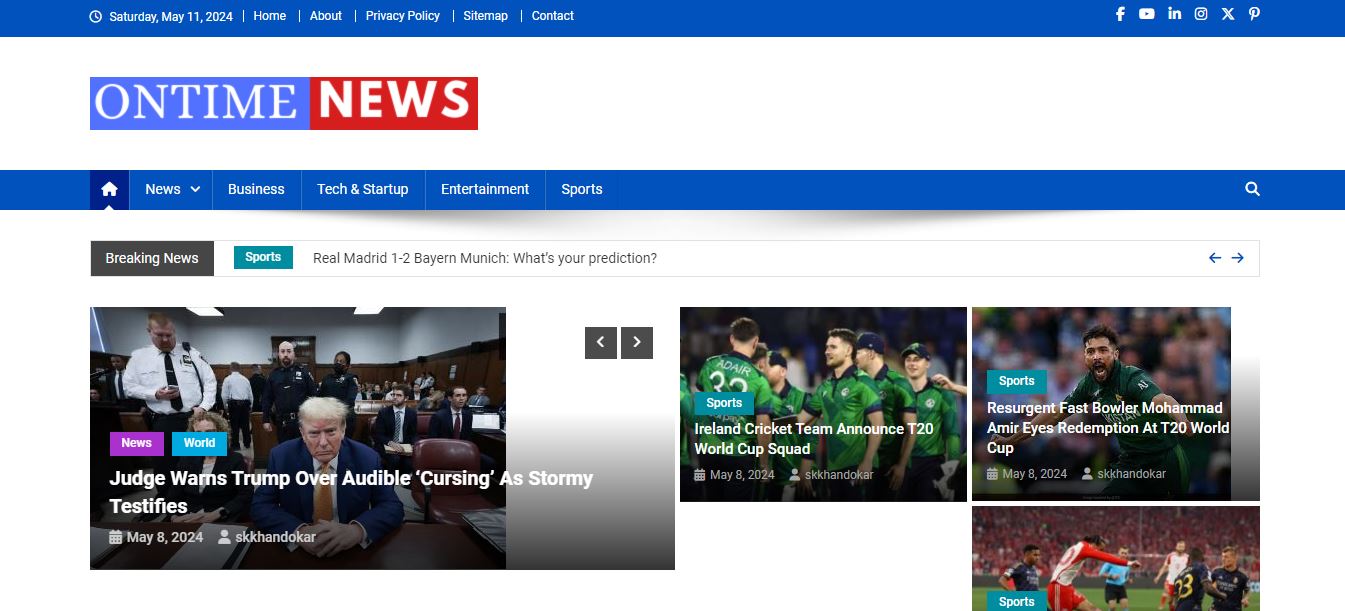 Saturday, May 11, 2024 Home About Privacy Policy Sitemap Contact
ONTIME NEWS
News Business Tech & Startup Entertainment Sports
Breaking News Sports Real Madrid 1-2 Bayern Munich: What's your prediction?
News World
Judge Warns Trump Over Audible ‘Cursing’ As Stormy
Testifies
May 8, 2024 skkhandokar
ADAIR
32
Sports
Ireland Cricket Team Announce T20
World Cup Squad
May 8, 2024 skkhandokar
Sports
Resurgent Fast Bowler Mohammad
Amir Eyes Redemption At T20 World
Cup
May 8, 2024 skkhandokar
23
Sports